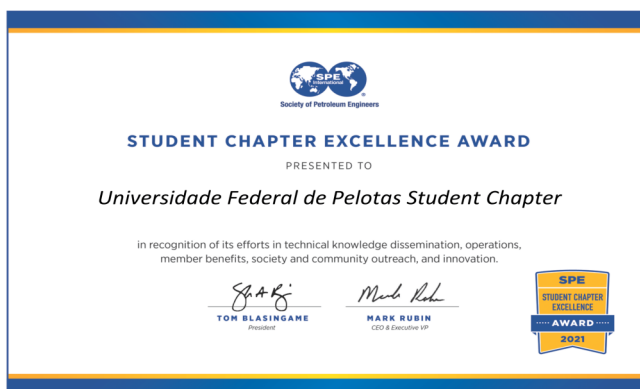 SPE
International
Society of Petroleum Engineers
STUDENT CHAPTER EXCELLENCE AWARD
PRESENTED TO
Universidade Federal de Pelotas Student Chapter
in recognition of its efforts in technical knowledge dissemination, operations,
member benefits, society and community outreach, and innovation.
TOM BLASINGAME
President
MARK RUBIN
CEO & Executive VP
SPE
STUDENT CHAPTER
EXCELLENCE
AWARD
2021